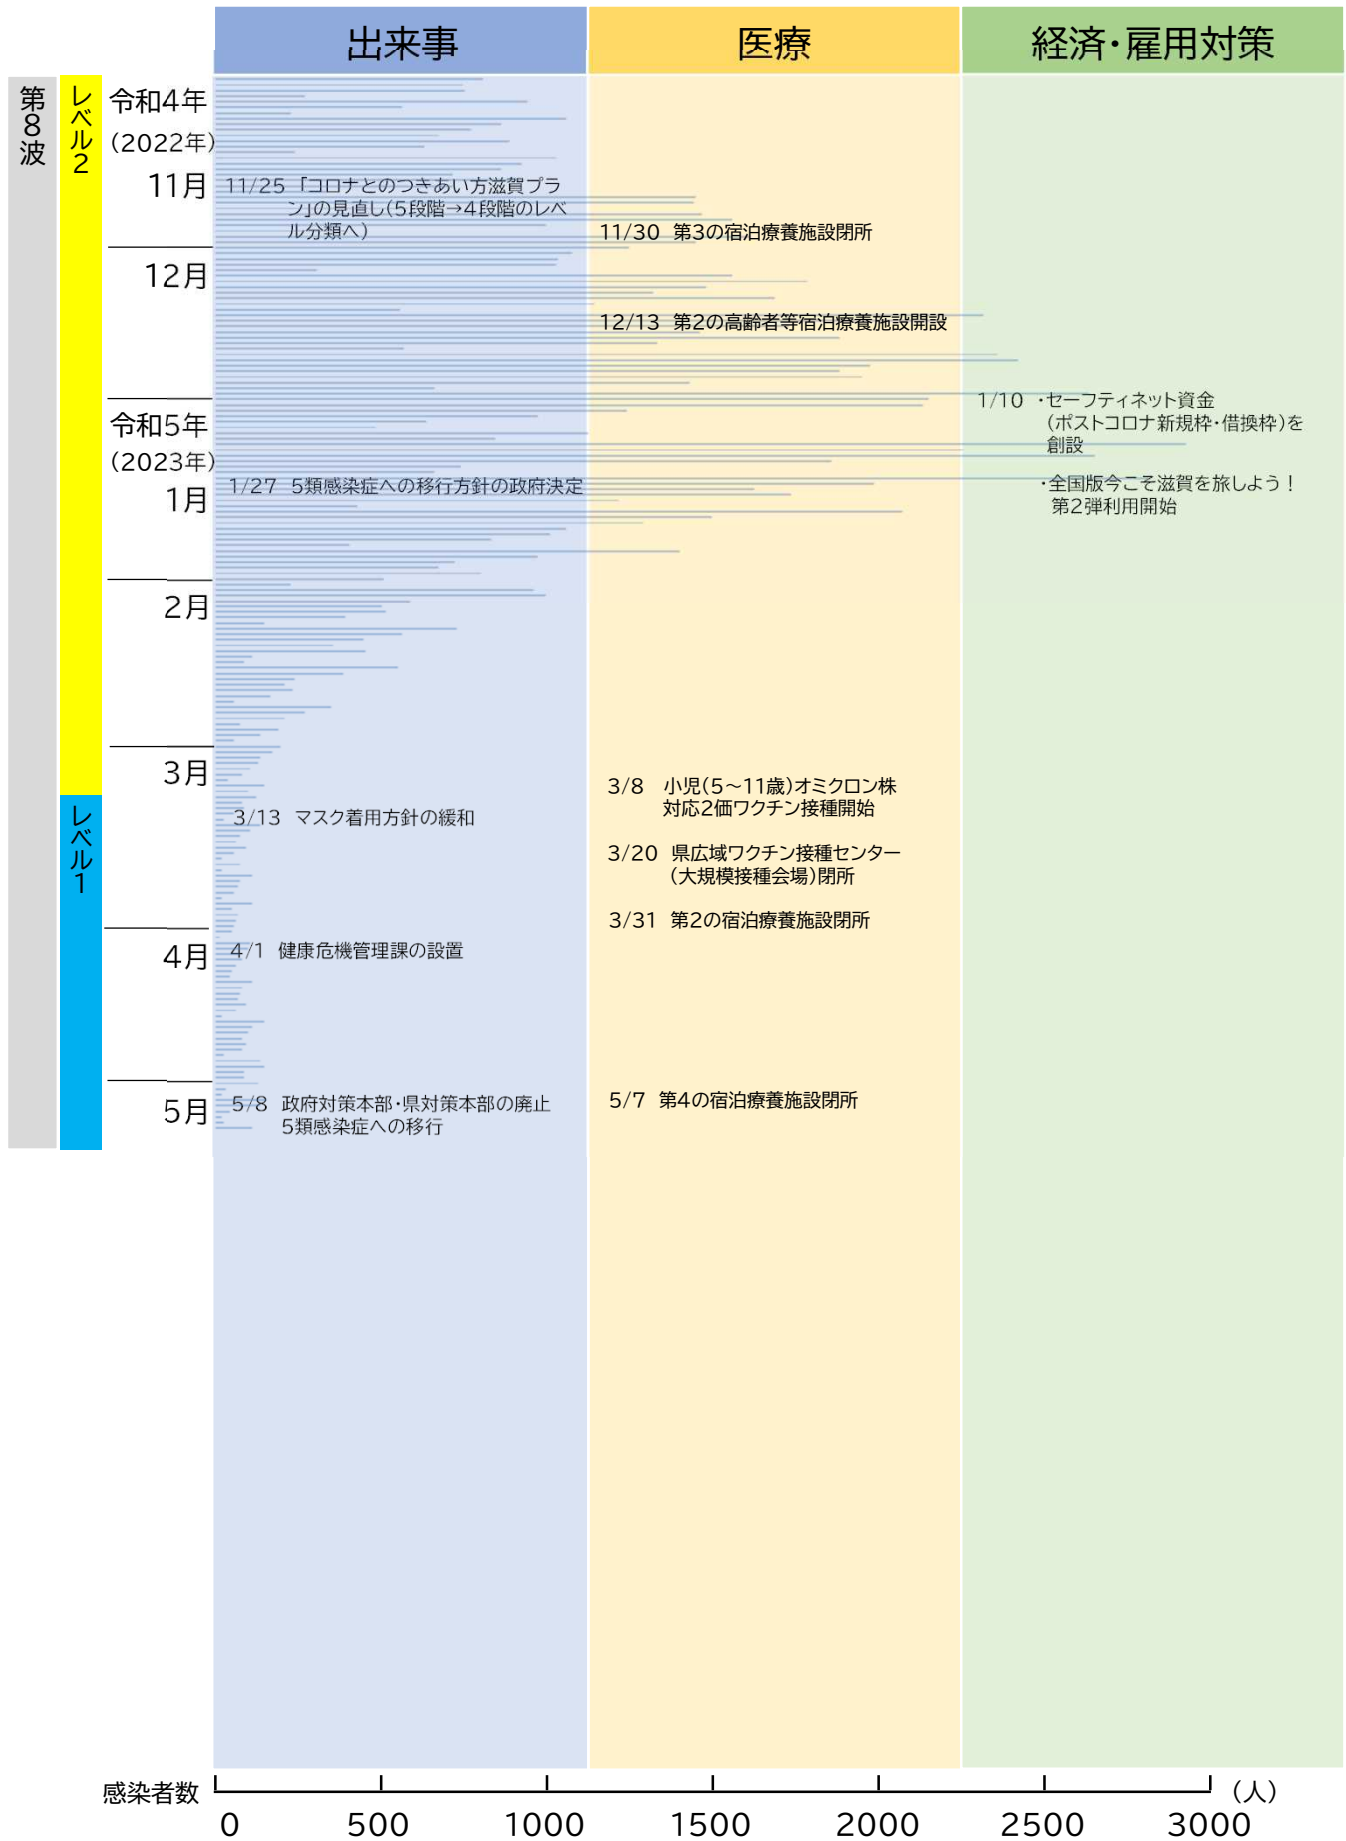 出来事
医療
経済・雇用対策
第8波
レベル2
レベル1
令和4年
(2022年)
11月
11/25 「コロナとのつきあい方滋賀プラ
ン」の見直し(5段階→4段階のレベ
ル分類へ)
11/30 第3の宿泊療養施設閉所
12月
12/13 第2の高齢者等宿泊療養施設開設
令和5年
(2023年)
1月
1/10 ・セーフティネット資金
(ポストコロナ新規枠・借換枠)を
創設
・全国版今こそ滋賀を旅しよう！
第2弾利用開始
1/27 5類感染症への移行方針の政府決定
2月
3月
3/8 小児(5～11歳)オミクロン株
対応2価ワクチン接種開始
3/13 マスク着用方針の緩和
3/20 県広域ワクチン接種センター
(大規模接種会場)閉所
3/31 第2の宿泊療養施設閉所
4月
4/1 健康危機管理課の設置
5月
5/8 政府対策本部・県対策本部の廃止
5類感染症への移行
5/7 第4の宿泊療養施設閉所
感染者数
(人)
0 500 1000 1500 2000 2500 3000